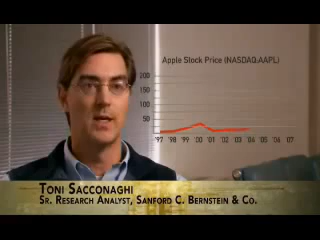 Apple Stock Price (NASDAQ:AAPL)
200
150
100
50
'97 '98 '99 '00 '01 '02 '03 '04 '05 '06 '07
TONI SACCONAGHI
SR. RESEARCH ANALYST, SANFORD C. BERNSTEIN & CO.